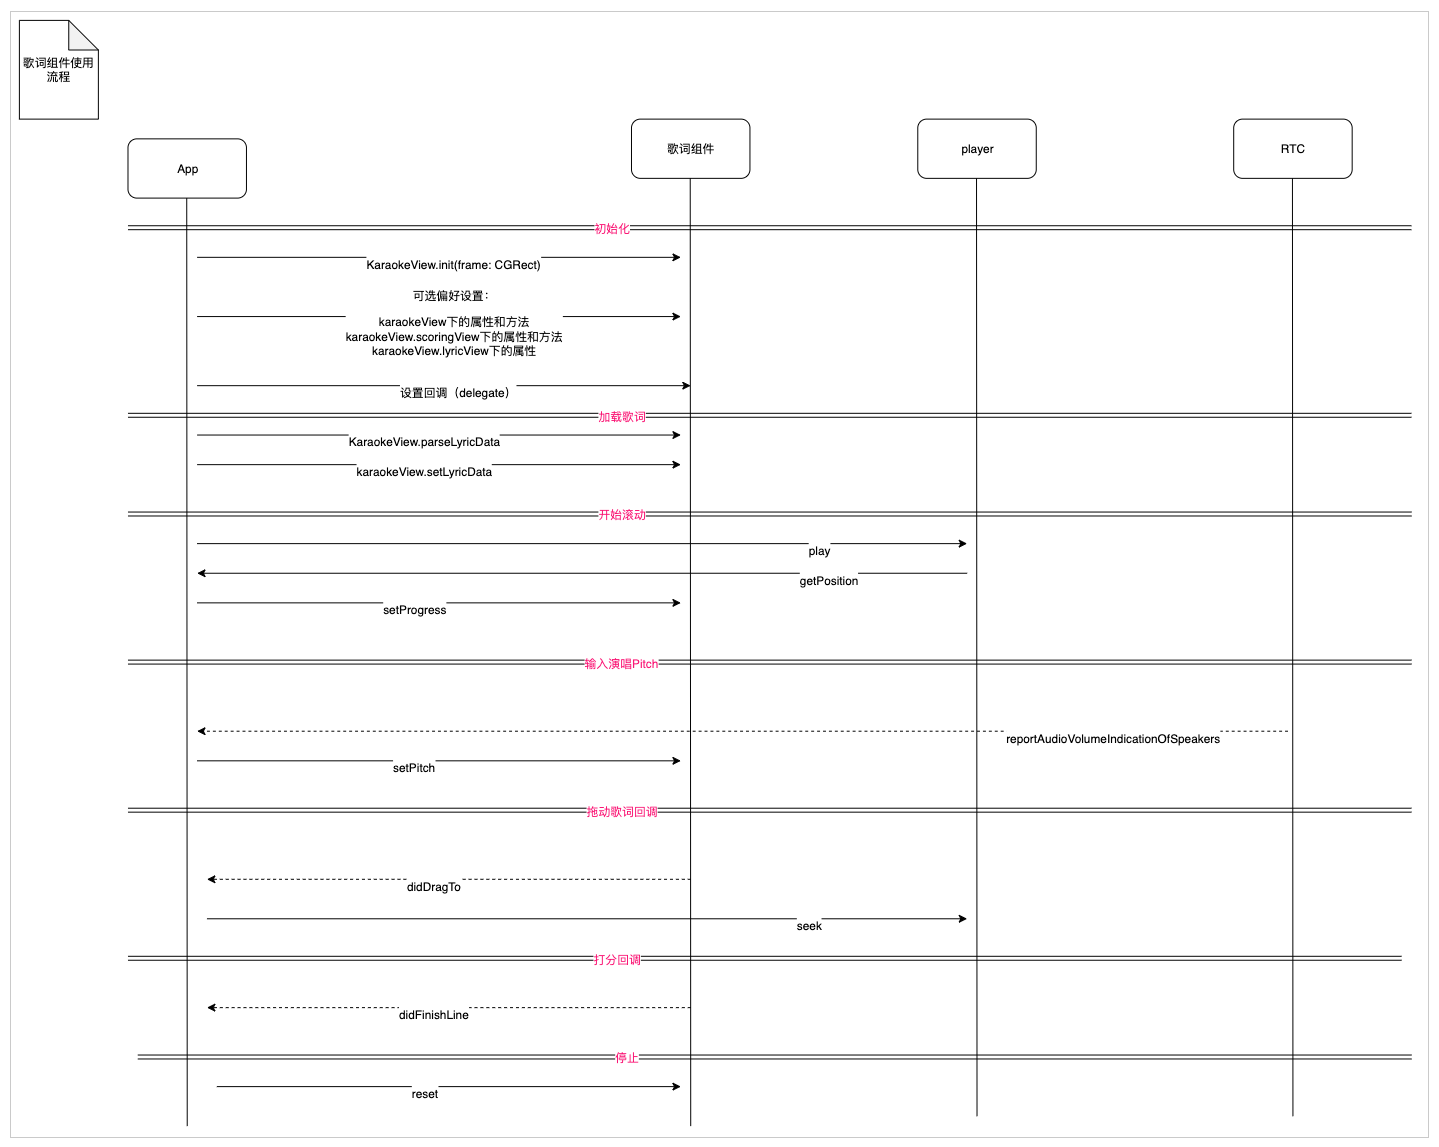 歌词组件使用
流程
App
歌词组件
player
RTC
初始化
KaraokeView.init(frame: CGRect)
可选偏好设置：
karaokeView下的属性和方法
karaokeView.scoringView下的属性和方法
karaokeView.lyricView下的属性
设置回调（delegate）
加载歌词
KaraokeView.parseLyricData
karaokeView.setLyricData
开始滚动
play
getPosition
setProgress
输入演唱Pitch
reportAudioVolumeIndicationOfSpeakers
setPitch
拖动歌词回调
didDragTo
seek
打分回调
didFinishLine
停止
reset